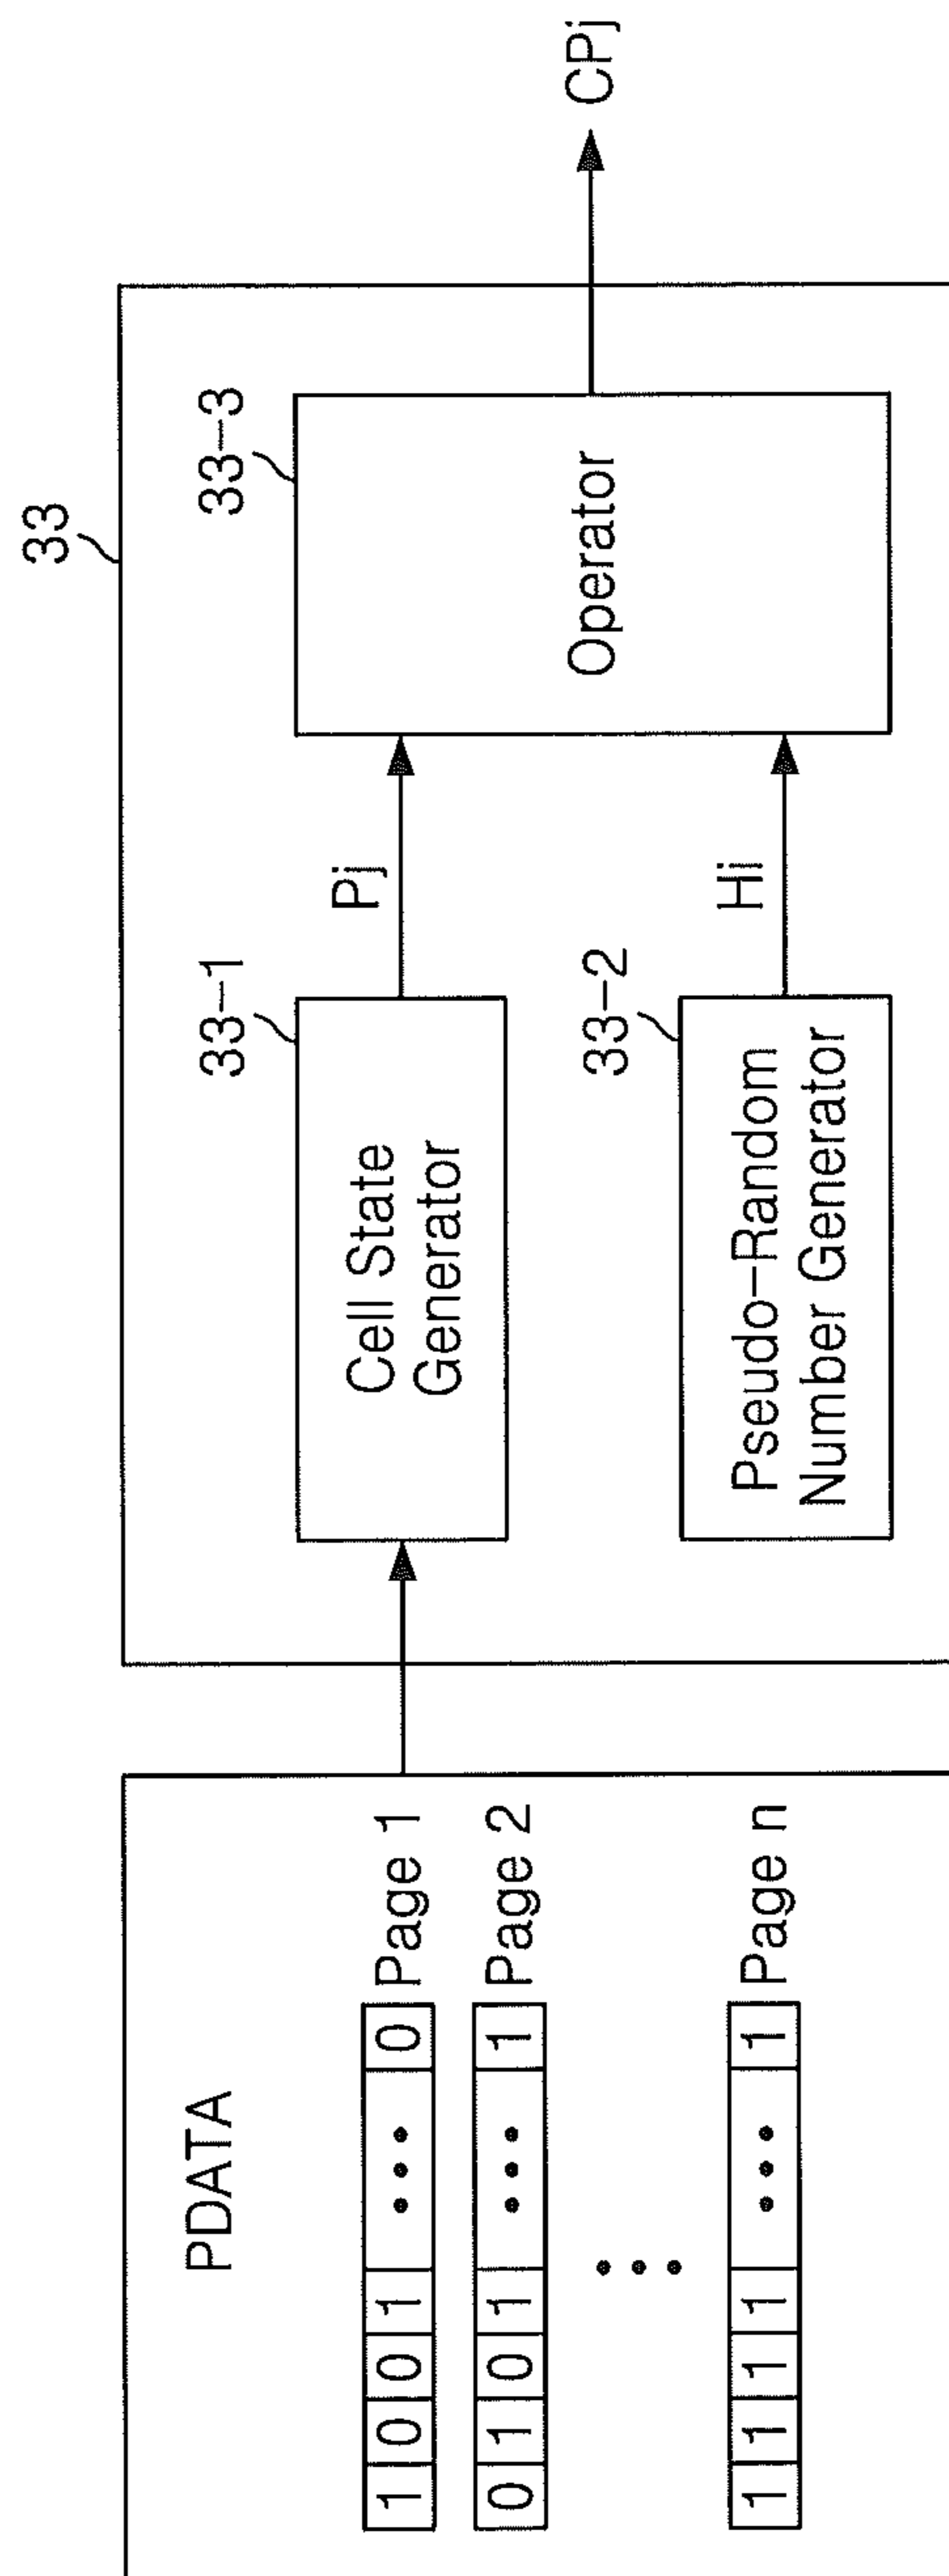 PDATA
1 0 0 1 ••• 0 Page 1
0 1 0 1 ••• 1 Page 2
•••
1 1 1 1 ••• 1 Page n
33
33-1
Cell State
Generator
Pj
33-2
Pseudo-Random
Number Generator
Hi
33-3
Operator
CPj